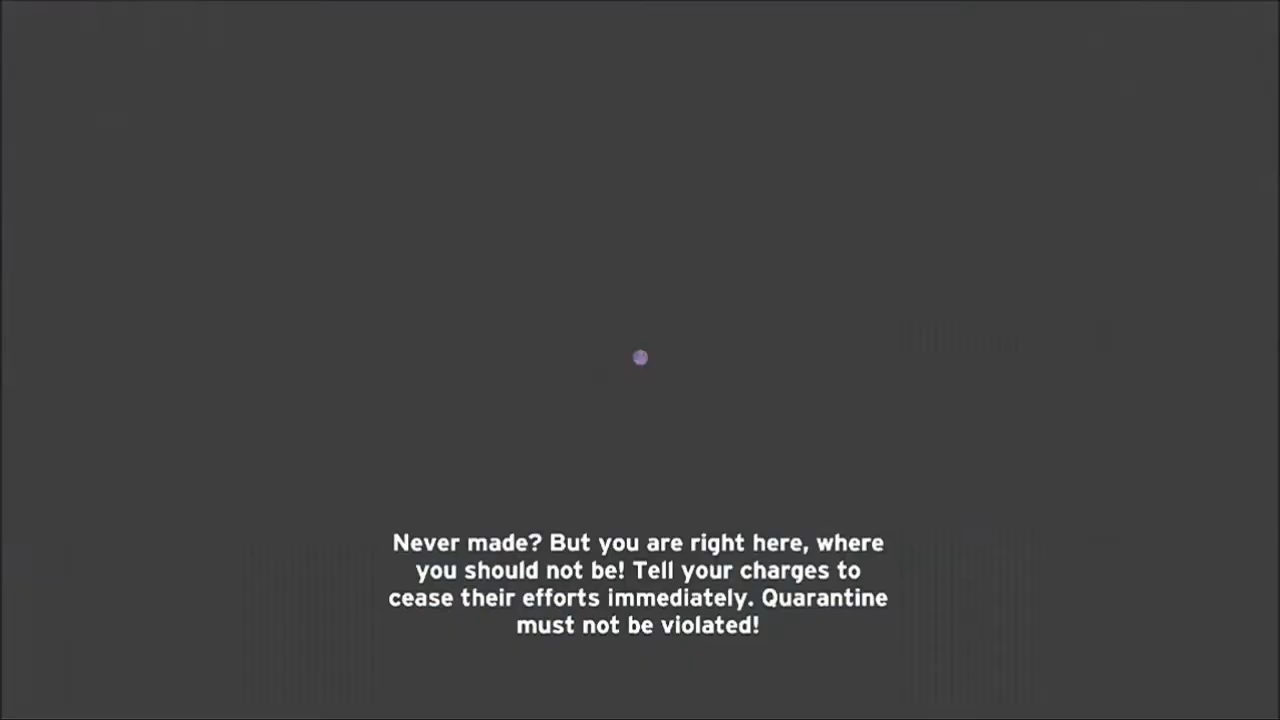 Never made? But you are right here, where
you should not be! Tell your charges to
cease their efforts immediately. Quarantine
must not be violated!